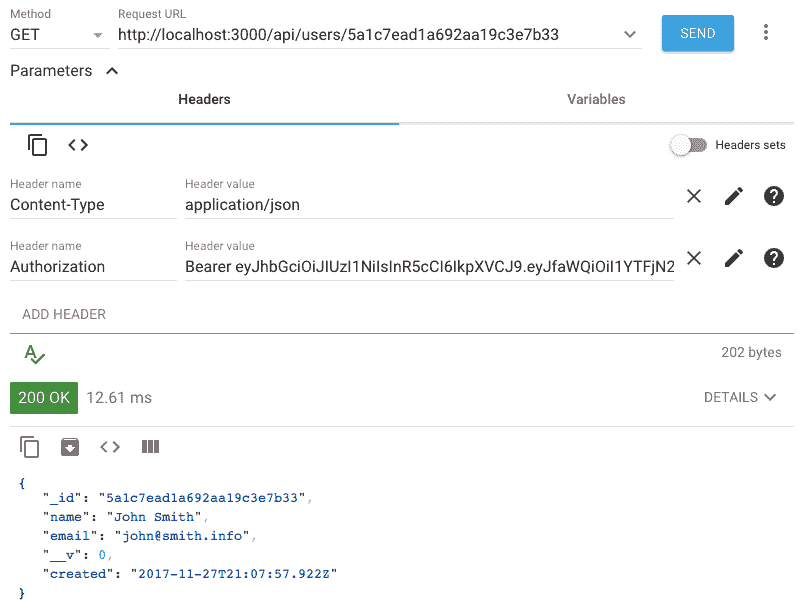 Method
Request URL
GET
http://localhost:3000/api/users/5a1c7ead1a692aa19c3e7b33
SEND
Parameters
Headers
Variables
Headers sets
Header name
Header value
Content-Type
application/json
Header name
Header value
Authorization
Bearer eyJhbGciOiJIUzI1NiIsInR5cCI6IkpXVCJ9.eyJfaWQiOiI1YTFjN2
ADD HEADER
202 bytes
200 OK
12.61 ms
DETAILS
{
"_id": "5a1c7ead1a692aa19c3e7b33",
"name": "John Smith",
"email": "john@smith.info",
"__v": 0,
"created": "2017-11-27T21:07:57.922Z"
}